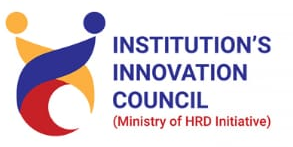 INSTITUTION'S
INNOVATION
COUNCIL
(Ministry of HRD Initiative)